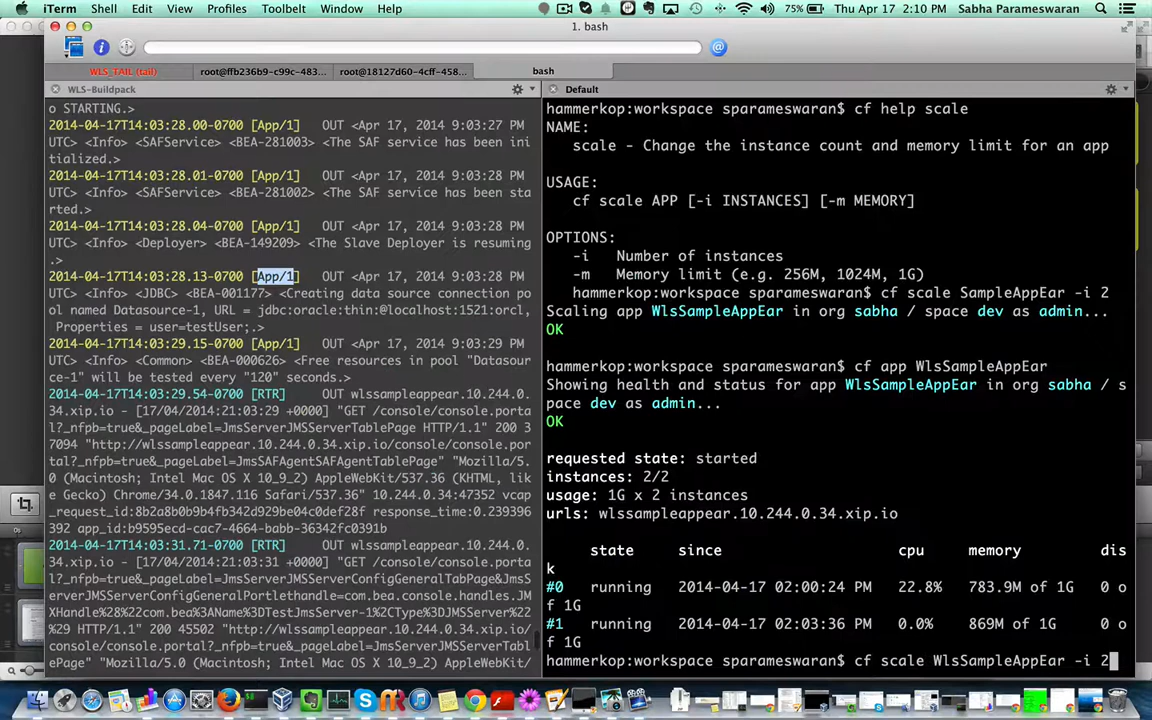 iTerm Shell Edit View Profiles Toolbelt Window Help 75% Thu Apr 17 2:10 PM Sabha Parameswaran
1. bash
WLS_TAIL (tail) root@ffb236b9-c99c-483... root@18127d60-4cff-458... bash
WLS-Buildpack
o STARTING.>
2014-04-17T14:03:28.00-0700 [App/1] OUT <Apr 17, 2014 9:03:27 PM
UTC> <Info> <SAFService> <BEA-281003> <The SAF service has been ini
tialized.>
2014-04-17T14:03:28.01-0700 [App/1] OUT <Apr 17, 2014 9:03:28 PM
UTC> <Info> <SAFService> <BEA-281002> <The SAF service has been sta
rted.>
2014-04-17T14:03:28.04-0700 [App/1] OUT <Apr 17, 2014 9:03:28 PM
UTC> <Info> <Deployer> <BEA-149209> <The Slave Deployer is resuming
.>
2014-04-17T14:03:28.13-0700 [App/1] OUT <Apr 17, 2014 9:03:28 PM
UTC> <Info> <JDBC> <BEA-001177> <Creating data source connection po
ol named Datasource-1, URL = jdbc:oracle:thin:@localhost:1521:orcl,
Properties = user=testUser;.>
2014-04-17T14:03:29.15-0700 [App/1] OUT <Apr 17, 2014 9:03:29 PM
UTC> <Info> <Common> <BEA-000626> <Free resources in pool "Datasour
ce-1" will be tested every "120" seconds.>
2014-04-17T14:03:29.54-0700 [RTR] OUT wlssampleappear.10.244.0.
34.xip.io - [17/04/2014:21:03:29 +0000] "GET /console/console.porta
l?_nfpb=true&_pageLabel=JmsServerJMSServerTablePage HTTP/1.1" 200 3
7094 "http://wlssampleappear.10.244.0.34.xip.io/console/console.por
tal?_nfpb=true&_pageLabel=JmsSAFAgentSAFAgentTablePage" "Mozilla/5.
0 (Macintosh; Intel Mac OS X 10_9_2) AppleWebKit/537.36 (KHTML, lik
e Gecko) Chrome/34.0.1847.116 Safari/537.36" 10.244.0.34:47352 vcap
_request_id:8b2a8b0b9b4fb342d929be04c0def28f response_time:0.239396
392 app_id:b9595ecd-cac7-4664-babb-36342fc0391b
2014-04-17T14:03:31.71-0700 [RTR] OUT wlssampleappear.10.244.0.
34.xip.io - [17/04/2014:21:03:31 +0000] "GET /console/console.porta
l?_nfpb=true&_pageLabel=JmsServerJMSServerConfigGeneralTabPage&JmsS
erverJMSServerConfigGeneralPortlethandle=com.bea.console.handles.JM
XHandle%28%22com.bea%3AName%3DTestJmsServer-1%2CType%3DJMSServer%22
%29 HTTP/1.1" 200 45502 "http://wlssampleappear.10.244.0.34.xip.io/
console/console.portal?_nfpb=true&_pageLabel=JmsServerJMSServerTabl
ePage" "Mozilla/5.0 (Macintosh; Intel Mac OS X 10_9_2) AppleWebKit/
Default
hammerkop:workspace sparameswaran$ cf help scale
NAME:
scale - Change the instance count and memory limit for an app
USAGE:
cf scale APP [-i INSTANCES] [-m MEMORY]
OPTIONS:
-i Number of instances
-m Memory limit (e.g. 256M, 1024M, 1G)
hammerkop:workspace sparameswaran$ cf scale SampleAppEar -i 2
Scaling app WlsSampleAppEar in org sabha / space dev as admin...
OK
hammerkop:workspace sparameswaran$ cf app WlsSampleAppEar
Showing health and status for app WlsSampleAppEar in org sabha / s
pace dev as admin...
OK
requested state: started
instances: 2/2
usage: 1G x 2 instances
urls: wlssampleappear.10.244.0.34.xip.io
state since cpu memory dis
k
#0 running 2014-04-17 02:00:24 PM 22.8% 783.9M of 1G 0 o
f 1G
#1 running 2014-04-17 02:03:36 PM 0.0% 869M of 1G 0 o
f 1G
hammerkop:workspace sparameswaran$ cf scale WlsSampleAppEar -i 2